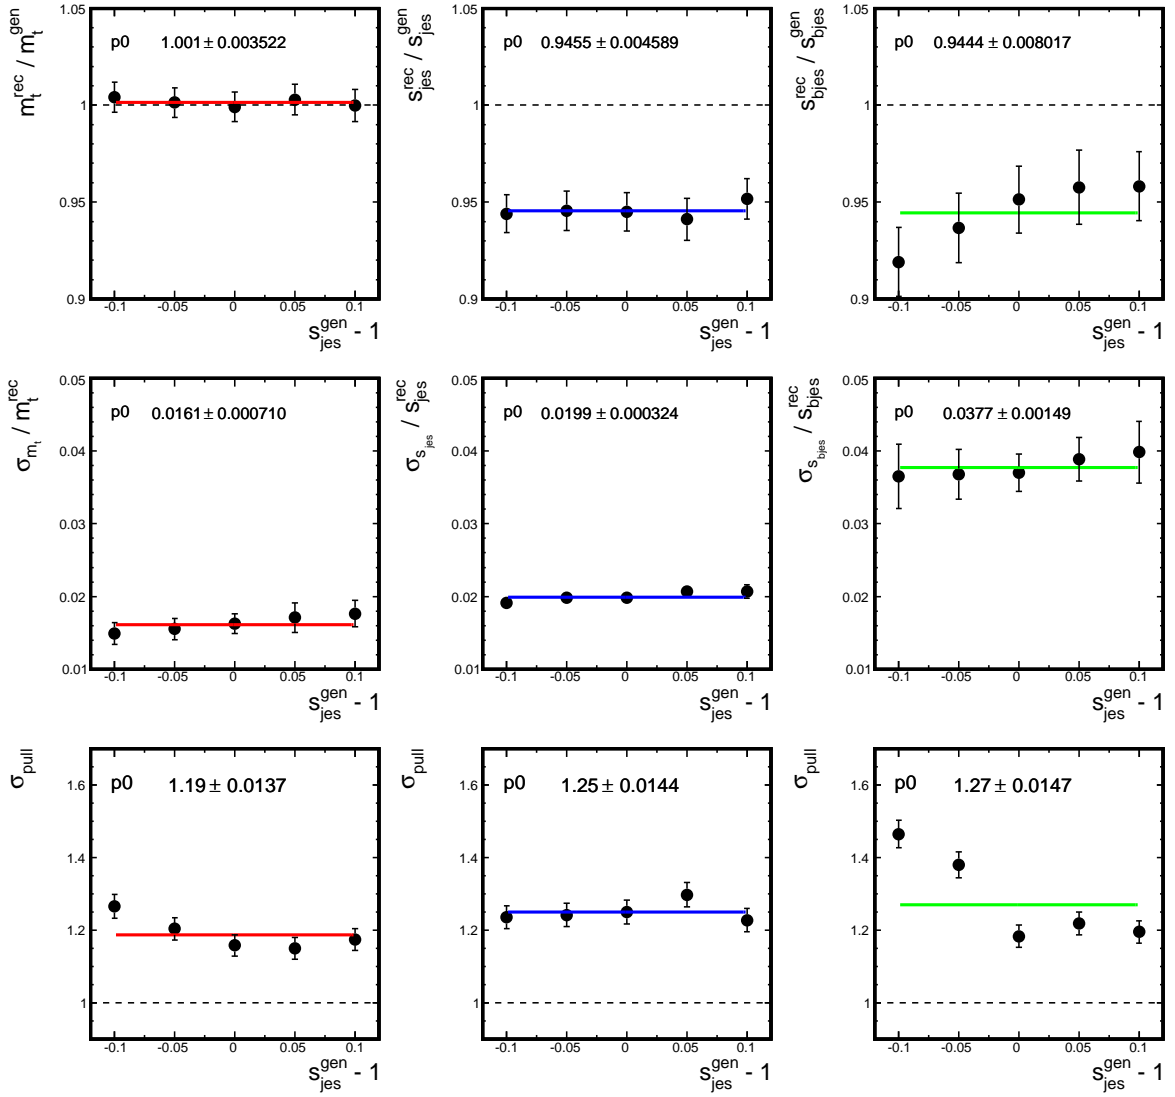 m_t^rec / m_t^gen
1.05
1
0.95
0.9
p0 1.001 ± 0.003522
-0.1 -0.05 0 0.05 0.1
s_jes^gen - 1
s_jes^rec / s_jes^gen
1.05
1
0.95
0.9
p0 0.9455 ± 0.004589
-0.1 -0.05 0 0.05 0.1
s_jes^gen - 1
s_bjes^rec / s_bjes^gen
1.05
1
0.95
0.9
p0 0.9444 ± 0.008017
-0.1 -0.05 0 0.05 0.1
s_jes^gen - 1
σ_m_t / m_t^rec
0.05
0.04
0.03
0.02
0.01
p0 0.0161 ± 0.000710
-0.1 -0.05 0 0.05 0.1
s_jes^gen - 1
σ_s_jes / s_jes^rec
0.05
0.04
0.03
0.02
0.01
p0 0.0199 ± 0.000324
-0.1 -0.05 0 0.05 0.1
s_jes^gen - 1
σ_s_bjes / s_bjes^rec
0.05
0.04
0.03
0.02
0.01
p0 0.0377 ± 0.00149
-0.1 -0.05 0 0.05 0.1
s_jes^gen - 1
σ_pull
1.6
1.4
1.2
1
p0 1.19 ± 0.0137
-0.1 -0.05 0 0.05 0.1
s_jes^gen - 1
σ_pull
1.6
1.4
1.2
1
p0 1.25 ± 0.0144
-0.1 -0.05 0 0.05 0.1
s_jes^gen - 1
σ_pull
1.6
1.4
1.2
1
p0 1.27 ± 0.0147
-0.1 -0.05 0 0.05 0.1
s_jes^gen - 1